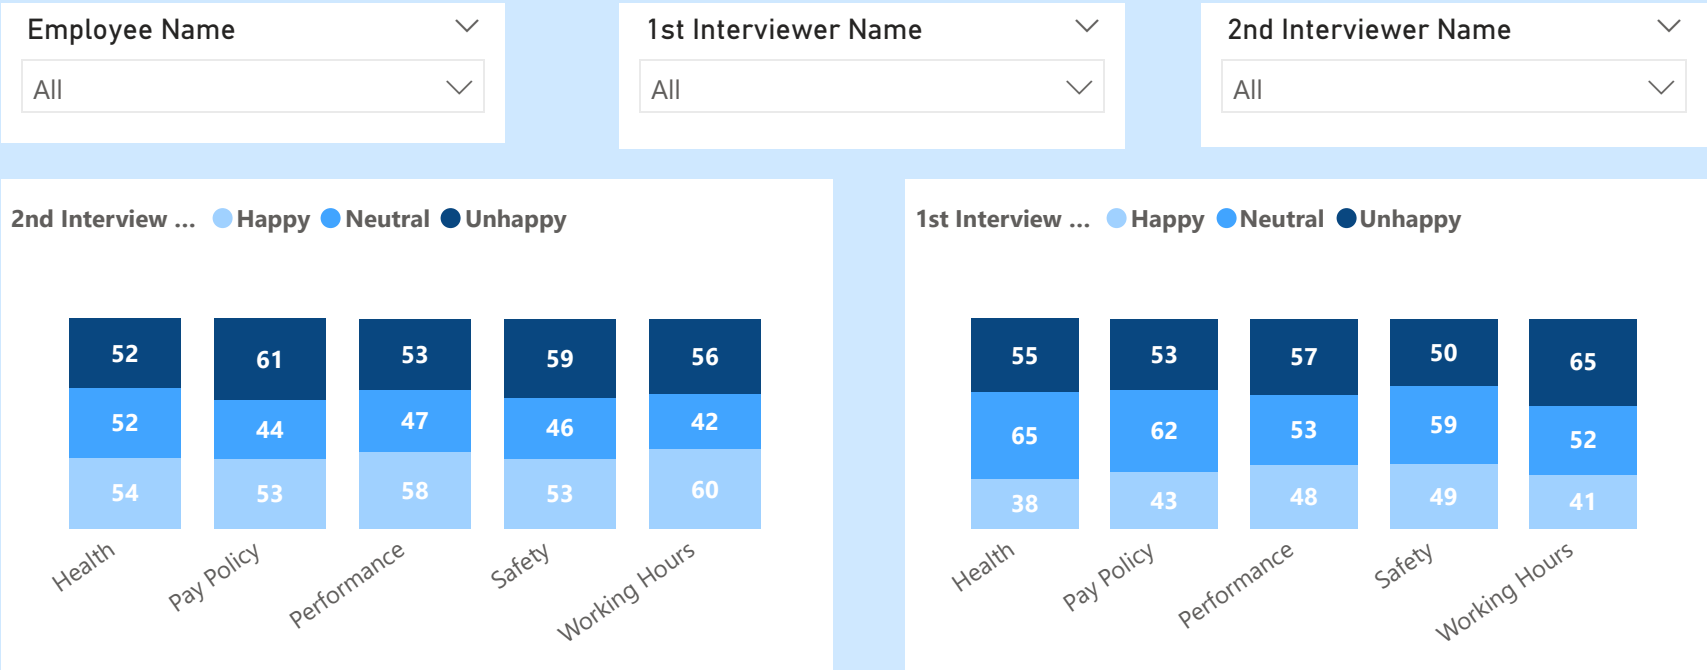 Employee Name
All
1st Interviewer Name
All
2nd Interviewer Name
All
2nd Interview ... Happy Neutral Unhappy
52 61 53 59 56
52 44 47 46 42
54 53 58 53 60
Health Pay Policy Performance Safety Working Hours
1st Interview ... Happy Neutral Unhappy
55 53 57 50 65
65 62 53 59 52
38 43 48 49 41
Health Pay Policy Performance Safety Working Hours